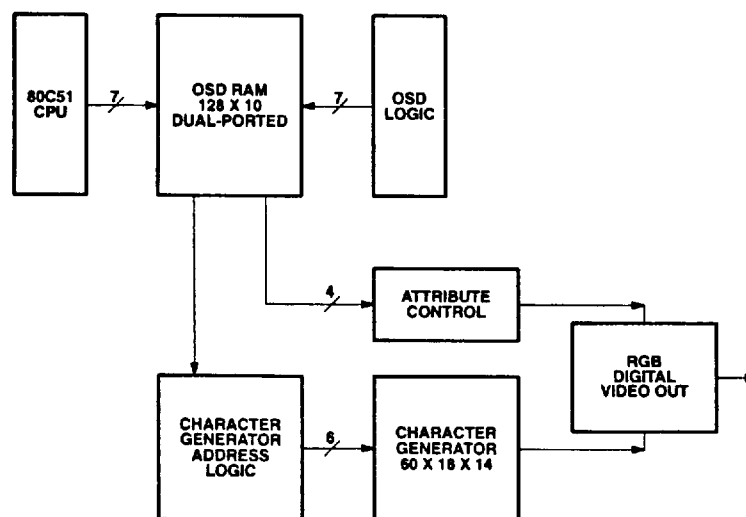 80C51
CPU
7
OSD RAM
128 X 10
DUAL-PORTED
7
OSD
LOGIC
4
ATTRIBUTE
CONTROL
RGB
DIGITAL
VIDEO OUT
CHARACTER
GENERATOR
ADDRESS
LOGIC
6
CHARACTER
GENERATOR
60 X 18 X 14